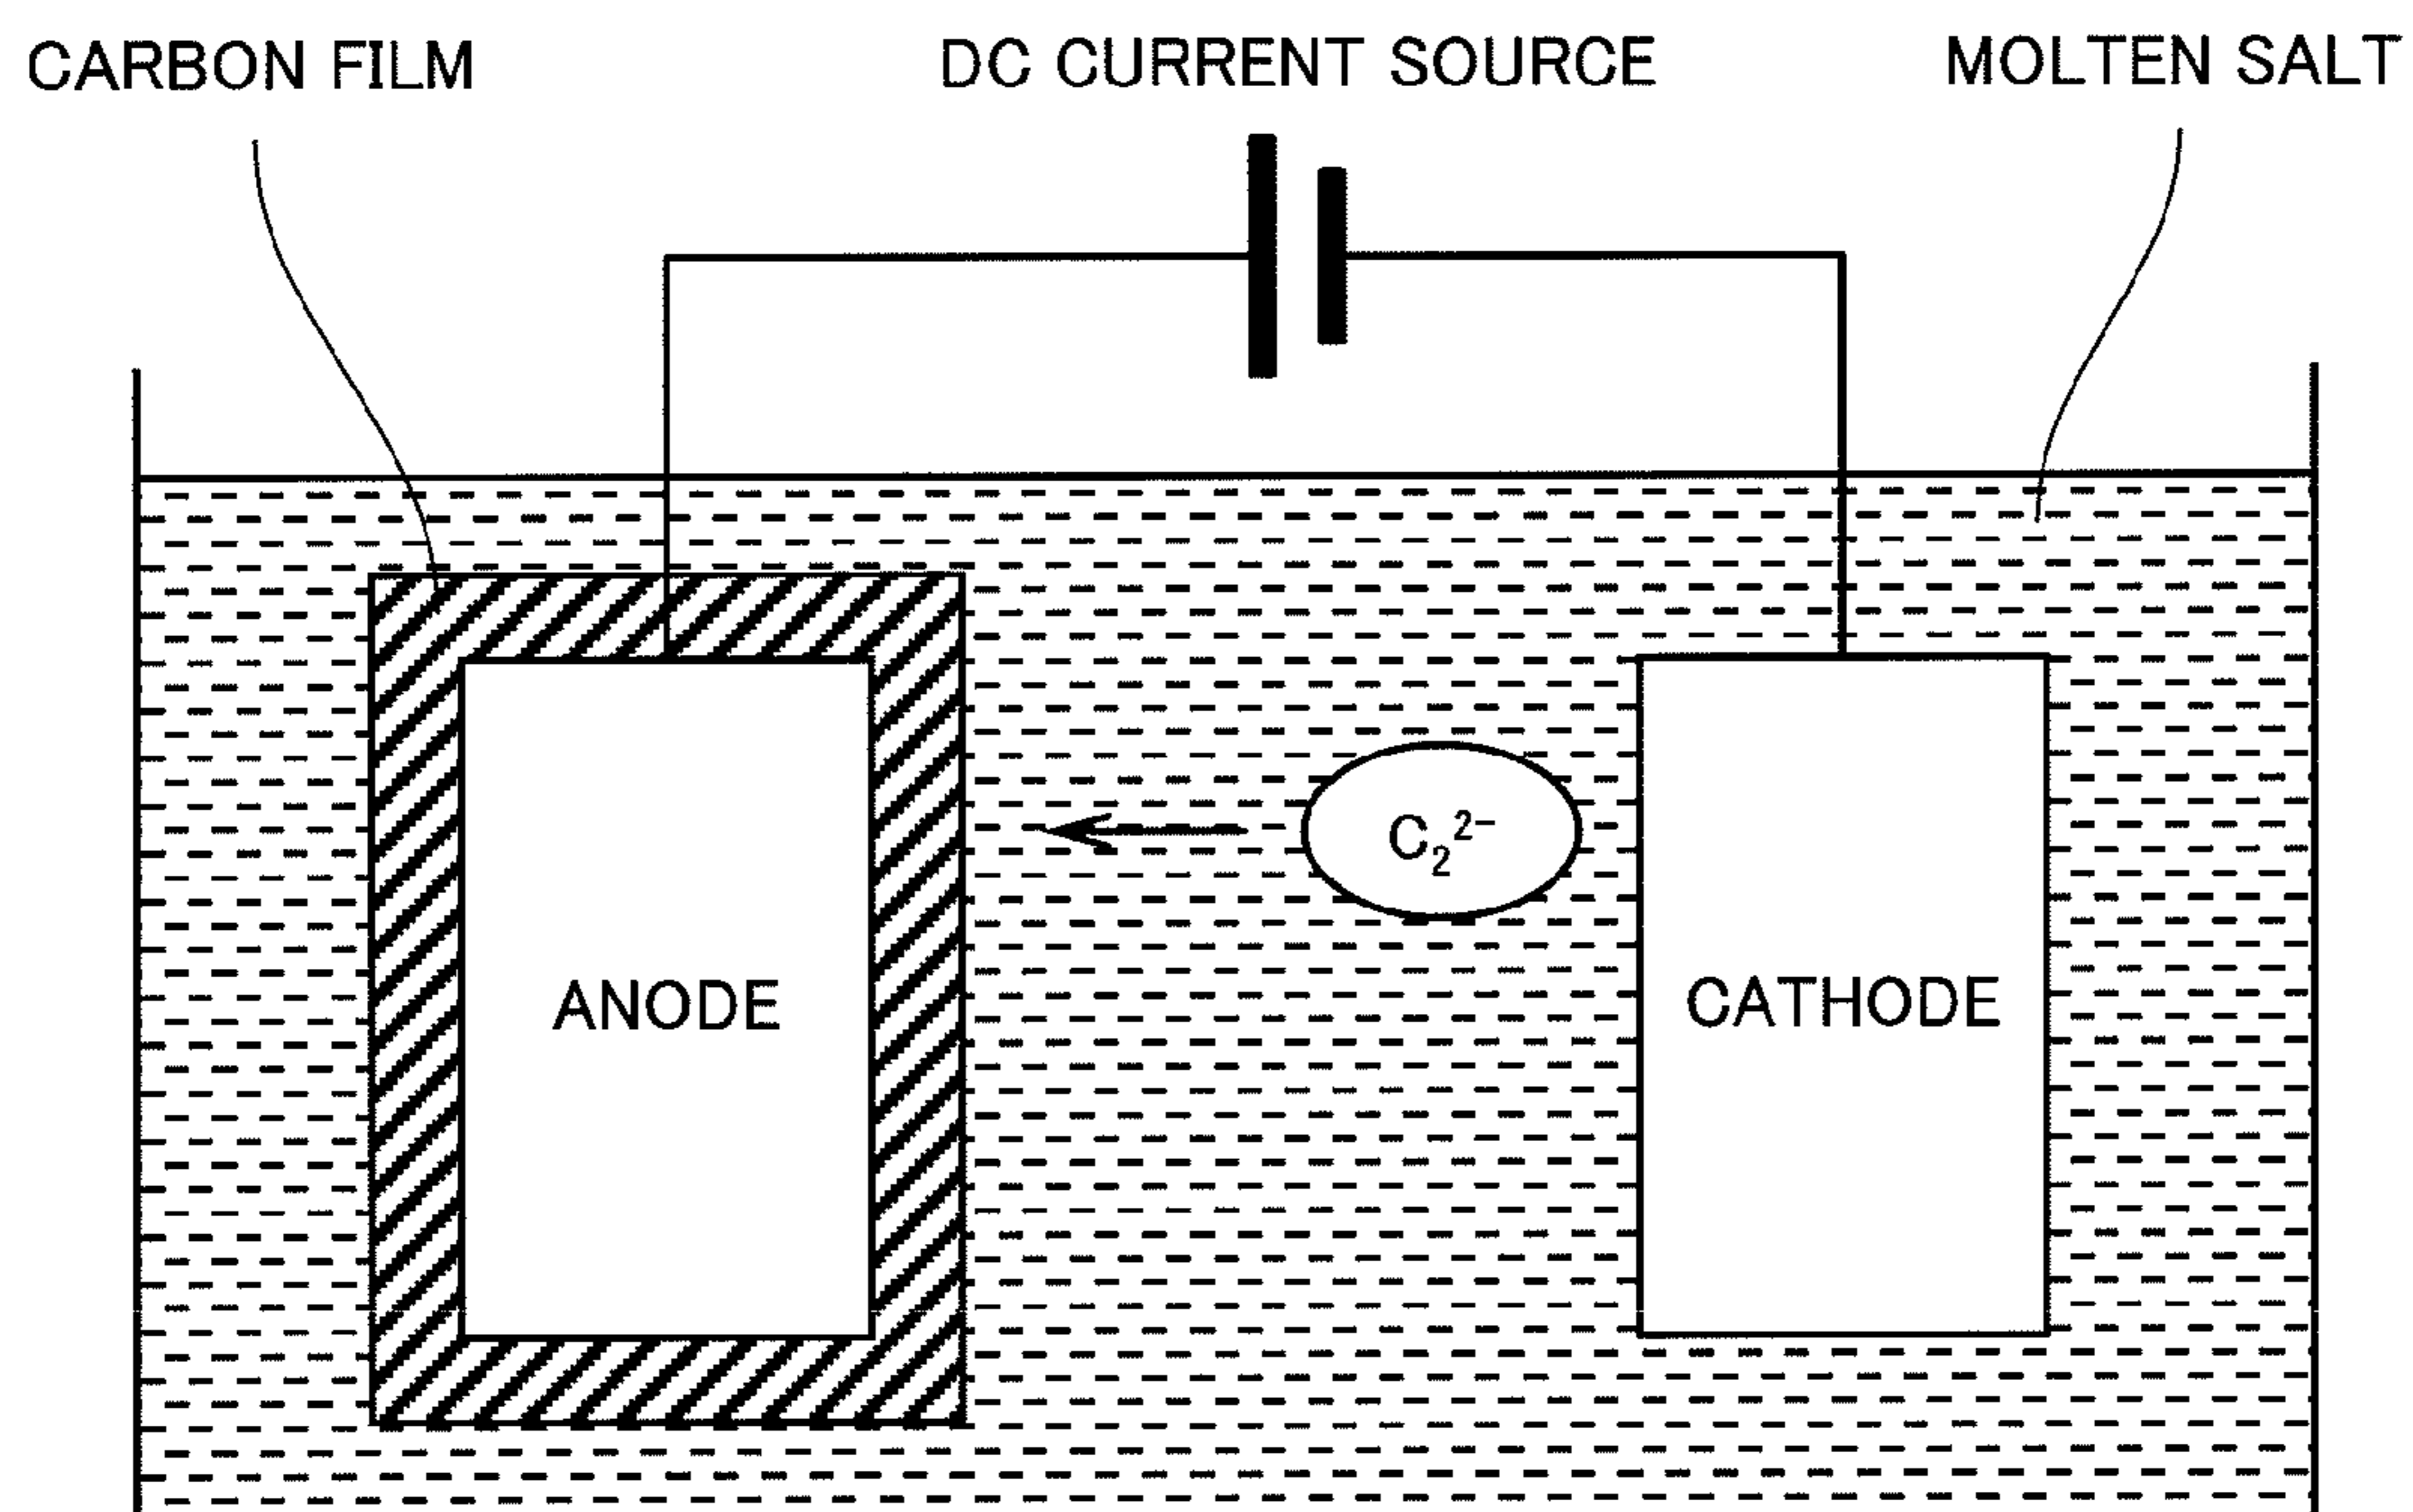 CARBON FILM
DC CURRENT SOURCE
MOLTEN SALT
C₂²⁻
ANODE
CATHODE